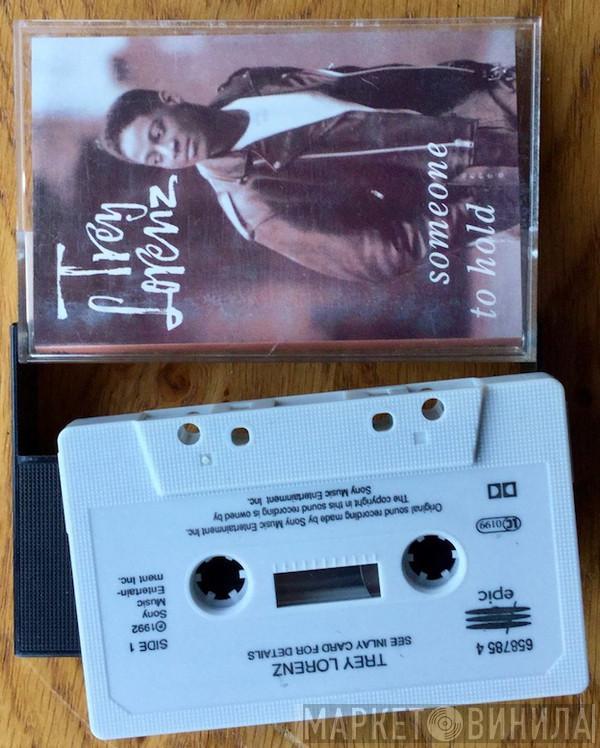 Trey
Lorenz
someone
to hold
658785 4
epic
LC 0199
TREY LORENZ
SEE INLAY CARD FOR DETAILS
SIDE 1
℗1992
Sony
Music
Entertain-
ment Inc.
Original sound recording made by Sony Music Entertainment Inc.
The copyright in this sound recording is owned by
Sony Music Entertainment Inc.
МАРКЕТ ВИНИЛА